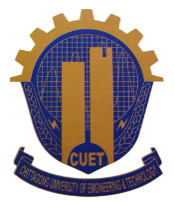 CUET
CHITTAGONG UNIVERSITY OF ENGINEERING & TECHNOLOGY